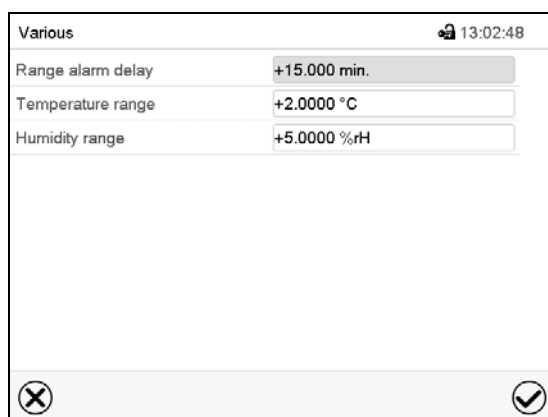 Various 13:02:48
Range alarm delay +15.000 min.
Temperature range +2.0000 °C
Humidity range +5.0000 %rH